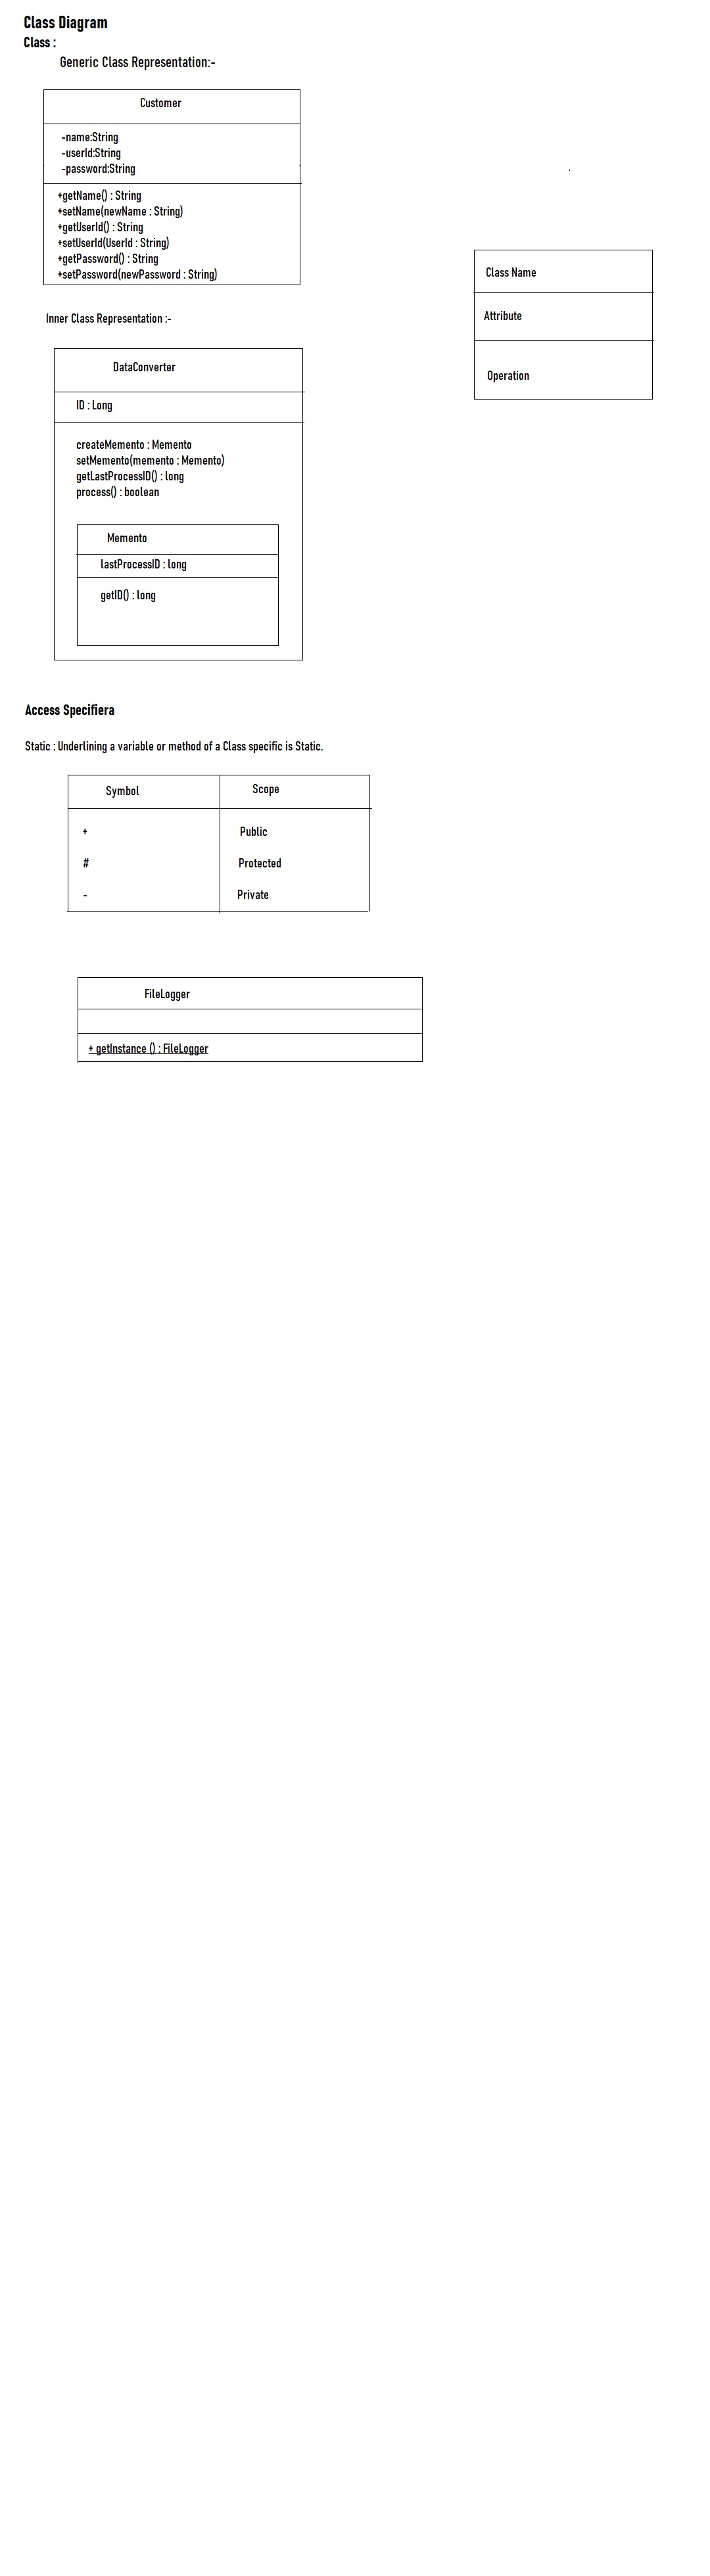 Class Diagram
Class :
Generic Class Representation:-
Customer
-name:String
-userId:String
-password:String
+getName() : String
+setName(newName : String)
+getUserId() : String
+setUserId(UserId : String)
+getPassword() : String
+setPassword(newPassword : String)
Class Name
Attribute
Operation
Inner Class Representation :-
DataConverter
ID : Long
createMemento : Memento
setMemento(memento : Memento)
getLastProcessID() : long
process() : boolean
Memento
lastProcessID : long
getID() : long
Access Specifiera
Static : Underlining a variable or method of a Class specific is Static.
Symbol Scope
+ Public
# Protected
- Private
FileLogger
+ getInstance () : FileLogger